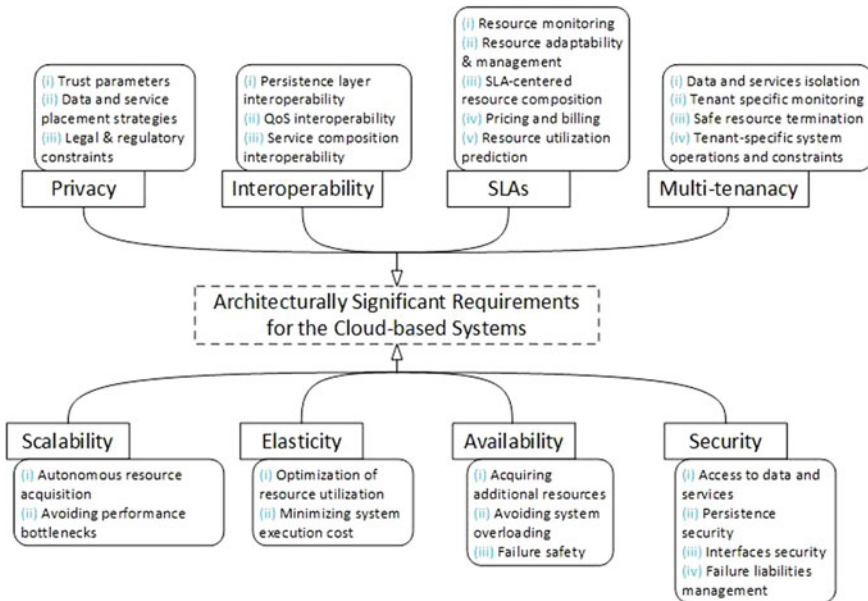 (i) Trust parameters
(ii) Data and service
placement strategies
(iii) Legal & regulatory
constraints
Privacy
(i) Persistence layer
interoperability
(ii) QoS interoperability
(iii) Service composition
interoperability
Interoperability
(i) Resource monitoring
(ii) Resource adaptability
& management
(iii) SLA-centered
resource composition
(iv) Pricing and billing
(v) Resource utilization
prediction
SLAs
(i) Data and services isolation
(ii) Tenant specific monitoring
(iii) Safe resource termination
(iv) Tenant-specific system
operations and constraints
Multi-tenanacy
Architecturally Significant Requirements
for the Cloud-based Systems
Scalability
(i) Autonomous resource
acquisition
(ii) Avoiding performance
bottlenecks
Elasticity
(i) Optimization of
resource utilization
(ii) Minimizing system
execution cost
Availability
(i) Acquiring
additional resources
(ii) Avoiding system
overloading
(iii) Failure safety
Security
(i) Access to data and
services
(ii) Persistence
security
(iii) Interfaces security
(iv) Failure liabilities
management